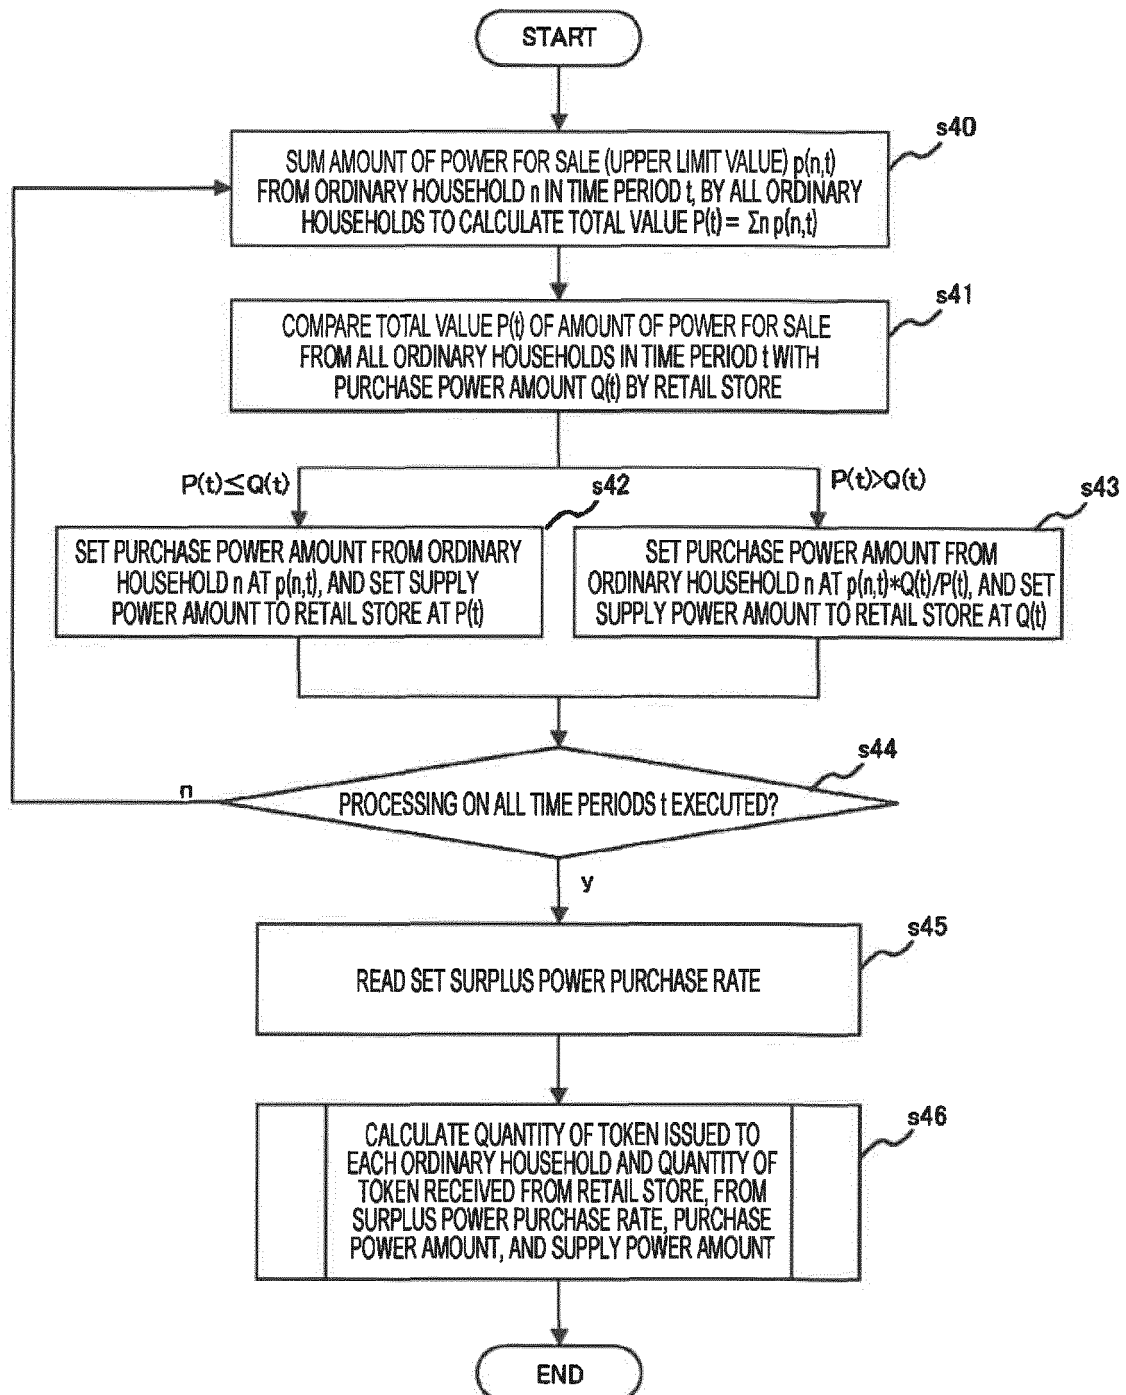 START
s40
SUM AMOUNT OF POWER FOR SALE (UPPER LIMIT VALUE) p(n,t)
FROM ORDINARY HOUSEHOLD n IN TIME PERIOD t, BY ALL ORDINARY
HOUSEHOLDS TO CALCULATE TOTAL VALUE P(t) = Σn p(n,t)
s41
COMPARE TOTAL VALUE P(t) OF AMOUNT OF POWER FOR SALE
FROM ALL ORDINARY HOUSEHOLDS IN TIME PERIOD t WITH
PURCHASE POWER AMOUNT Q(t) BY RETAIL STORE
P(t)≦Q(t)
s42
SET PURCHASE POWER AMOUNT FROM ORDINARY
HOUSEHOLD n AT p(n,t), AND SET SUPPLY
POWER AMOUNT TO RETAIL STORE AT P(t)
P(t)>Q(t)
s43
SET PURCHASE POWER AMOUNT FROM
ORDINARY HOUSEHOLD n AT p(n,t)*Q(t)/P(t), AND SET
SUPPLY POWER AMOUNT TO RETAIL STORE AT Q(t)
s44
n
PROCESSING ON ALL TIME PERIODS t EXECUTED?
y
s45
READ SET SURPLUS POWER PURCHASE RATE
s46
CALCULATE QUANTITY OF TOKEN ISSUED TO
EACH ORDINARY HOUSEHOLD AND QUANTITY OF
TOKEN RECEIVED FROM RETAIL STORE, FROM
SURPLUS POWER PURCHASE RATE, PURCHASE
POWER AMOUNT, AND SUPPLY POWER AMOUNT
END